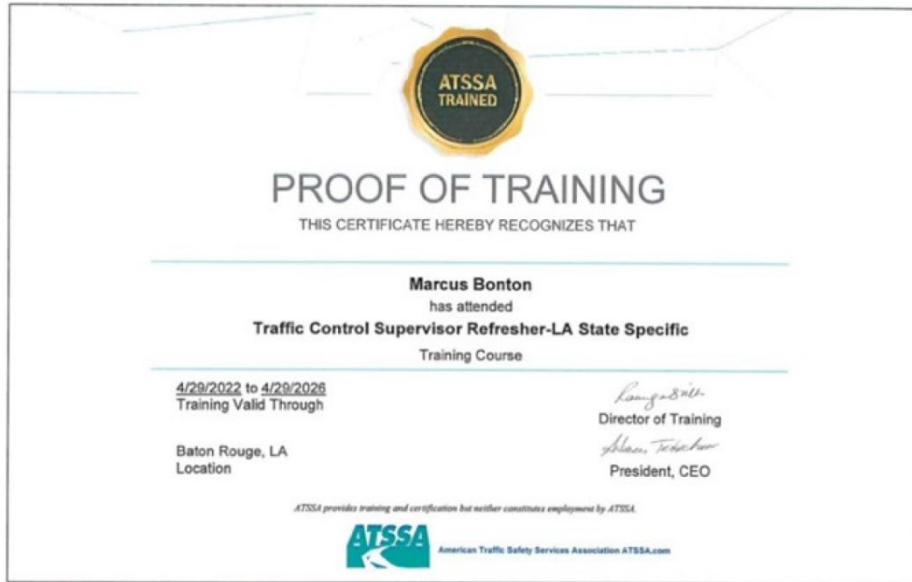 ATSSA
TRAINED
PROOF OF TRAINING
THIS CERTIFICATE HEREBY RECOGNIZES THAT
Marcus Bonton
has attended
Traffic Control Supervisor Refresher-LA State Specific
Training Course
4/29/2022 to 4/29/2026
Training Valid Through
Director of Training
Baton Rouge, LA
Location
President, CEO
ATSSA provides training and certification but neither constitutes employment by ATSSA.
ATSSA
American Traffic Safety Services Association ATSSA.com